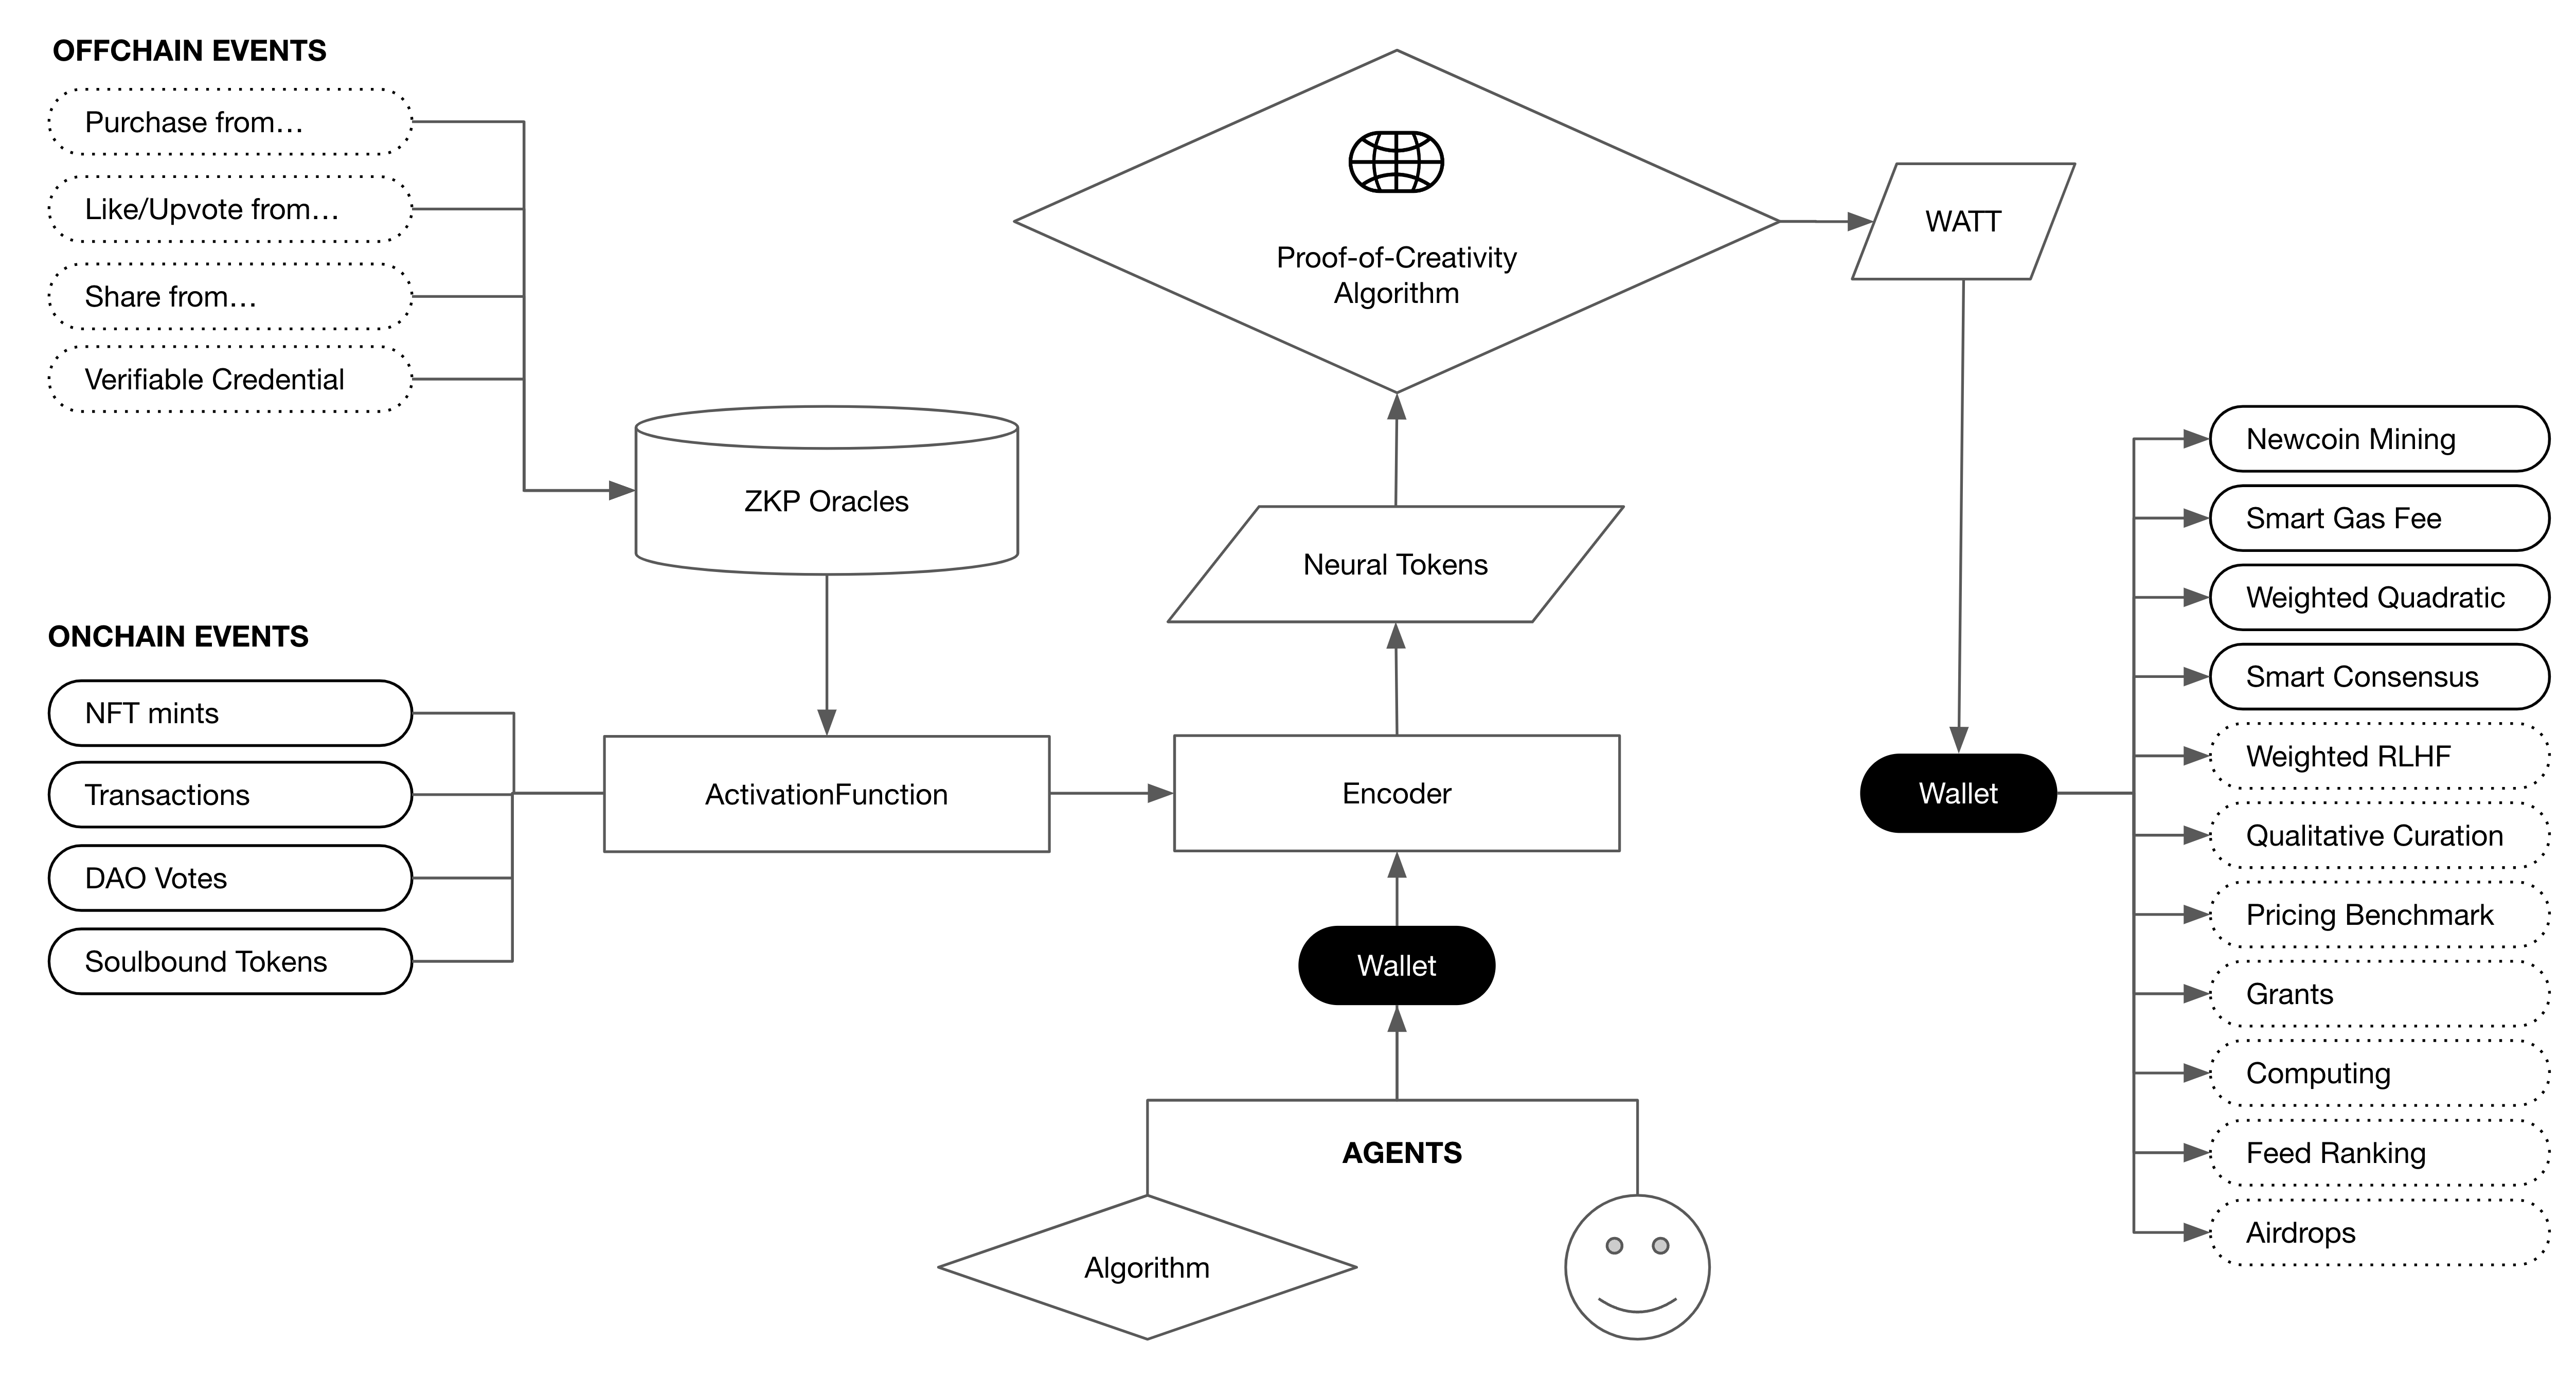 OFFCHAIN EVENTS
Purchase from…
Like/Upvote from…
Share from…
Verifiable Credential
ZKP Oracles
ONCHAIN EVENTS
NFT mints
Transactions
DAO Votes
Soulbound Tokens
ActivationFunction
Encoder
Neural Tokens
Proof-of-Creativity
Algorithm
WATT
Wallet
AGENTS
Algorithm
Wallet
Newcoin Mining
Smart Gas Fee
Weighted Quadratic
Smart Consensus
Weighted RLHF
Qualitative Curation
Pricing Benchmark
Grants
Computing
Feed Ranking
Airdrops